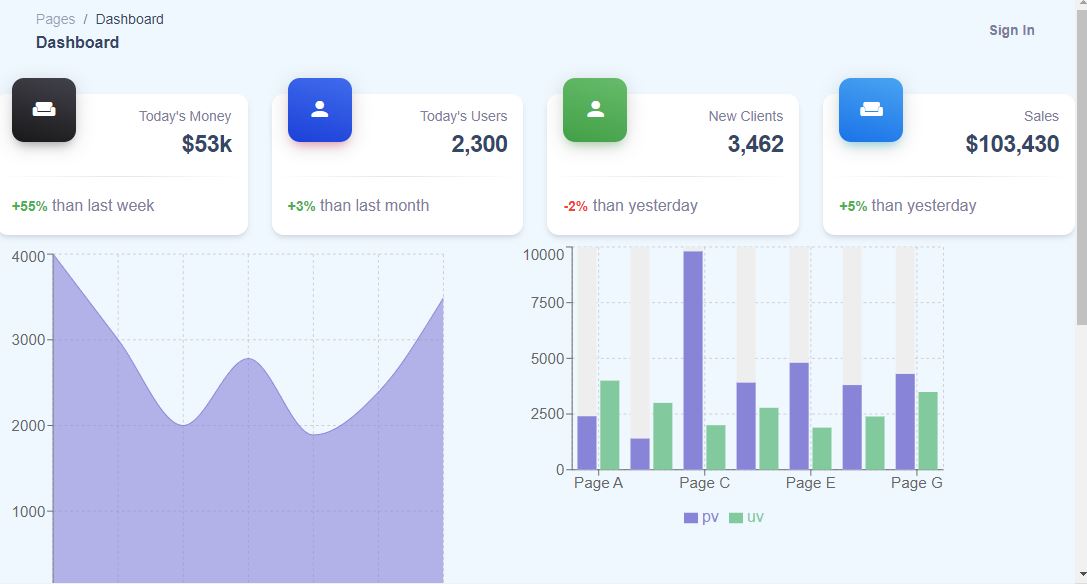 Pages / Dashboard
Dashboard
Sign In
Today's Money
$53k
+55% than last week
Today's Users
2,300
+3% than last month
New Clients
3,462
-2% than yesterday
Sales
$103,430
+5% than yesterday
4000
3000
2000
1000
10000
7500
5000
2500
0
Page A Page C Page E Page G
pv uv